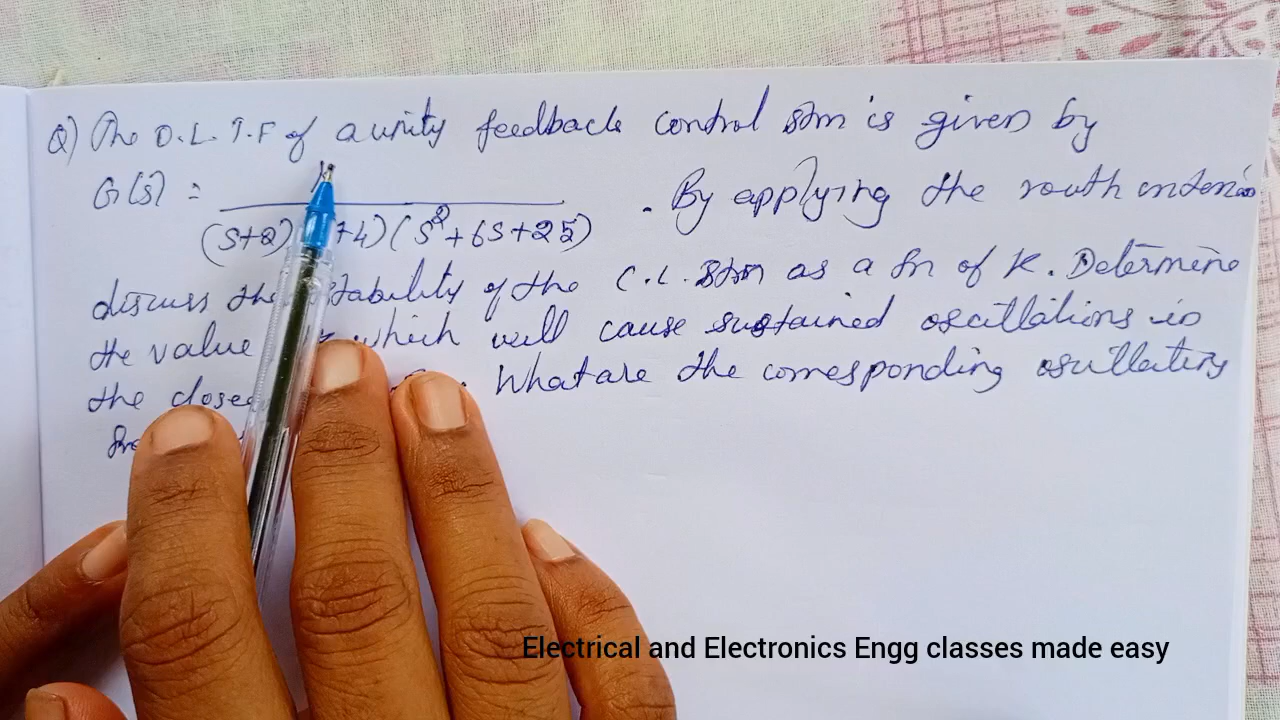 Q) The O.L.T.F of a unity feedback control stm is given by
G(s) =
(s+2) +4)(s²+6s+25) . By applying the routh
discuss the stability of the C.L. Stm as a fn of K. Determine
the value which will cause sustained oscillations in
the closed What are the corresponding oscillatory
Electrical and Electronics Engg classes made easy